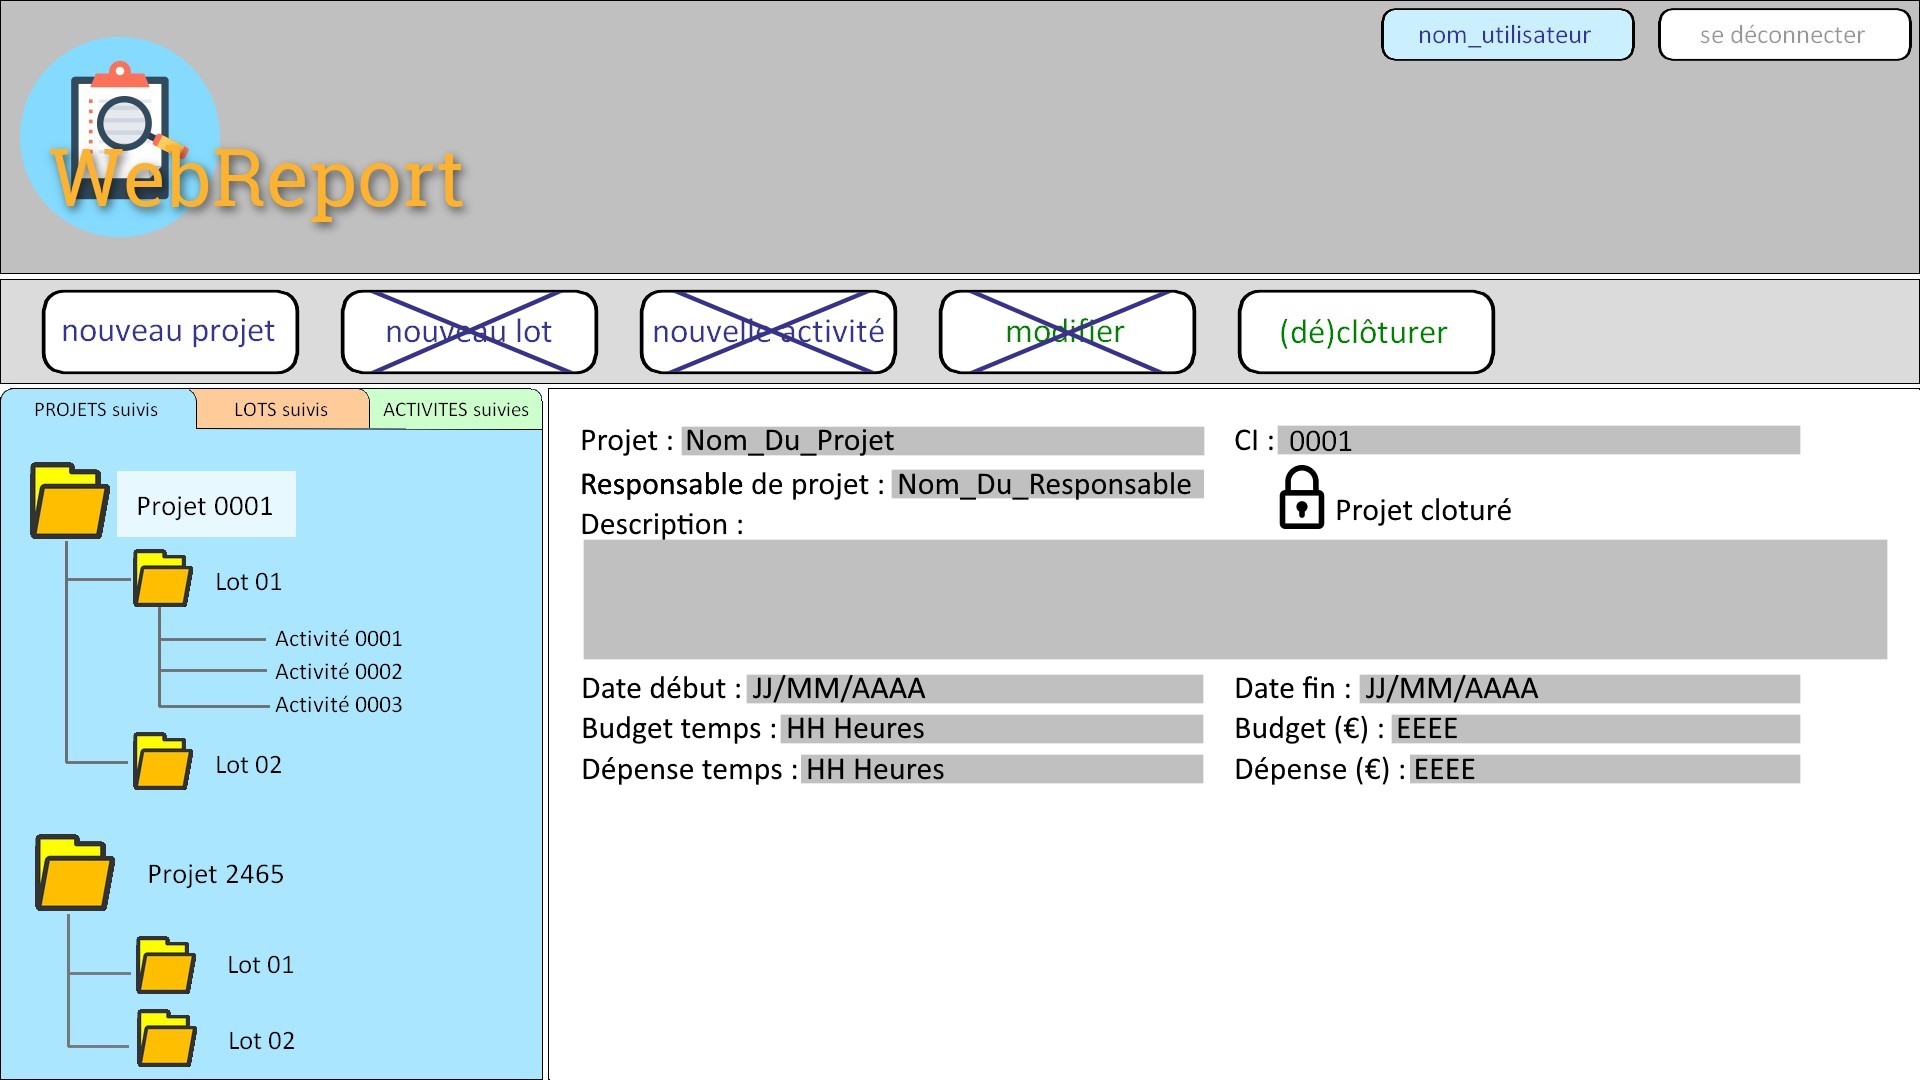 nom_utilisateur
se déconnecter
WebReport
nouveau projet
nouveau lot
nouvelle activité
modifier
(dé)clôturer
PROJETS suivis
LOTS suivis
ACTIVITES suivies
Projet 0001
Lot 01
Activité 0001
Activité 0002
Activité 0003
Lot 02
Projet 2465
Lot 01
Lot 02
Projet : Nom_Du_Projet
CI : 0001
Responsable de projet : Nom_Du_Responsable
Projet cloturé
Description :
Date début : JJ/MM/AAAA
Date fin : JJ/MM/AAAA
Budget temps : HH Heures
Budget (€) : EEEE
Dépense temps : HH Heures
Dépense (€) : EEEE